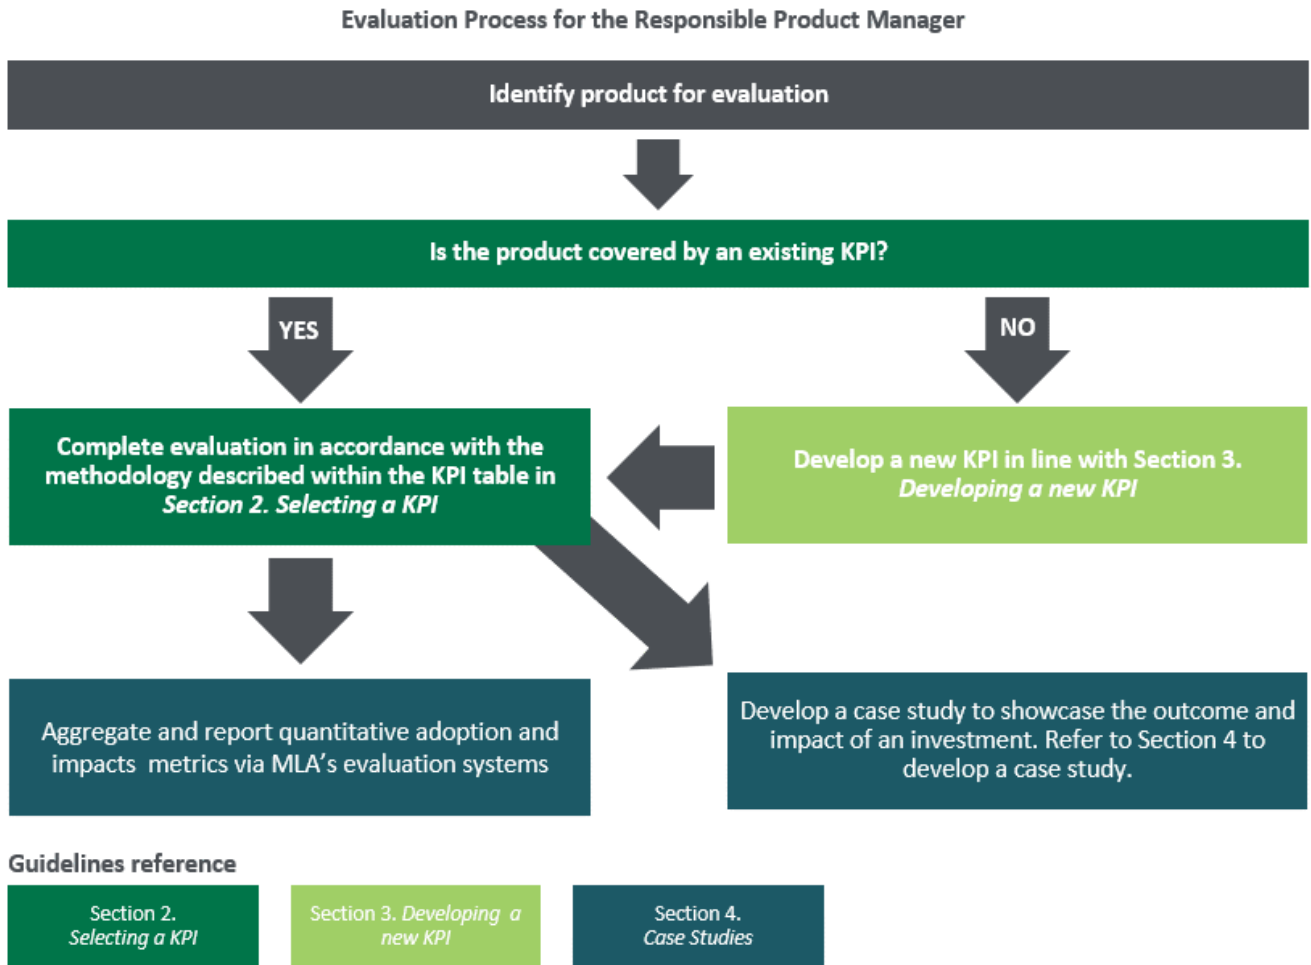 Evaluation Process for the Responsible Product Manager
Identify product for evaluation
Is the product covered by an existing KPI?
YES
NO
Complete evaluation in accordance with the
methodology described within the KPI table in
Section 2. Selecting a KPI
Develop a new KPI in line with Section 3.
Developing a new KPI
Aggregate and report quantitative adoption and
impacts metrics via MLA's evaluation systems
Develop a case study to showcase the outcome and
impact of an investment. Refer to Section 4 to
develop a case study.
Guidelines reference
Section 2.
Selecting a KPI
Section 3. Developing a
new KPI
Section 4.
Case Studies